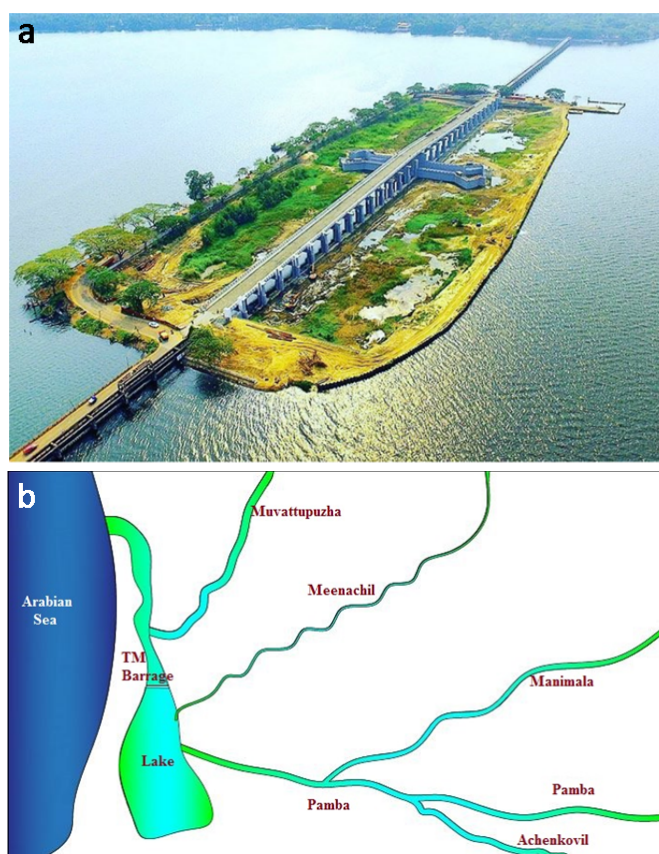 a
b
Muvattupuzha
Meenachil
Arabian
Sea
TM
Barrage
Manimala
Lake
Pamba
Pamba
Achenkovil